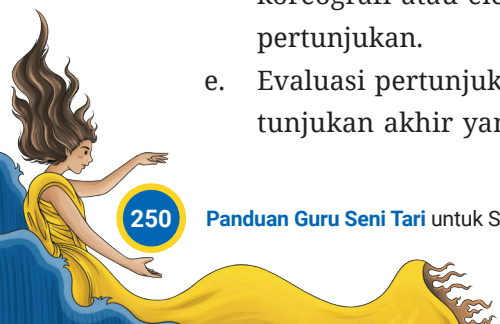 pertunjukan.
e. Evaluasi pertunjuk
tunjukan akhir yan
250 Panduan Guru Seni Tari untuk S